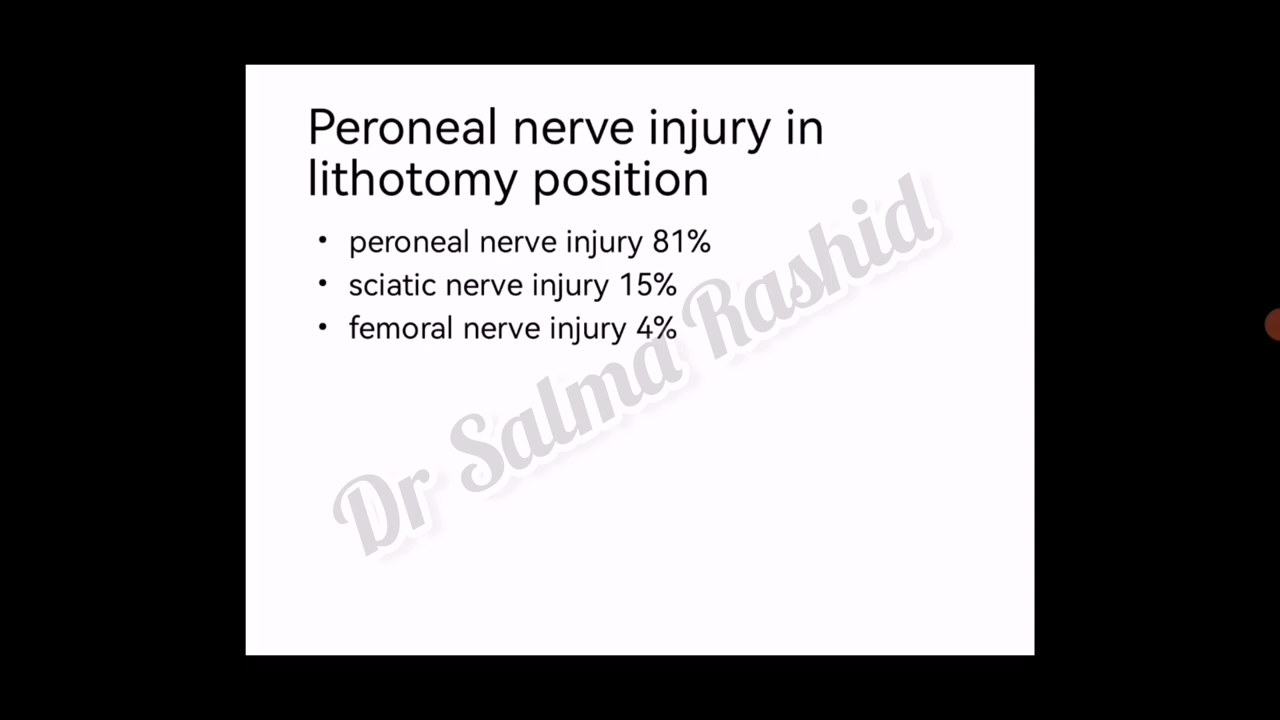 Peroneal nerve injury in
lithotomy position
• peroneal nerve injury 81%
• sciatic nerve injury 15%
• femoral nerve injury 4%
Dr Salma Rashid